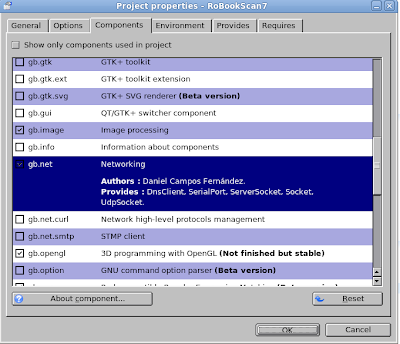 Project properties - RoBookScan7
General Options Components Environment Provides Requires
Show only components used in project
gb.gtk GTK+ toolkit
gb.gtk.ext GTK+ toolkit extension
gb.gtk.svg GTK+ SVG renderer (Beta version)
gb.gui QT/GTK+ switcher component
gb.image Image processing
gb.info Information about components
gb.net Networking
Authors : Daniel Campos Fernández.
Provides : DnsClient, SerialPort, ServerSocket, Socket,
UdpSocket.
gb.net.curl Network high-level protocols management
gb.net.smtp STMP client
gb.opengl 3D programming with OpenGL (Not finished but stable)
gb.option GNU command option parser (Beta version)
About component... Reset
OK Cancel